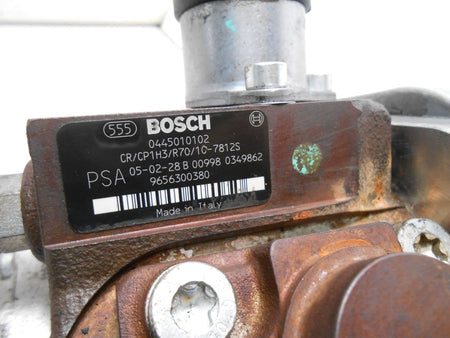 555 BOSCH
0445010102
CR/CP1H3/R70/10-7812S
PSA 05-02-28 B 00998 0349862
9656300380
Made in Italy